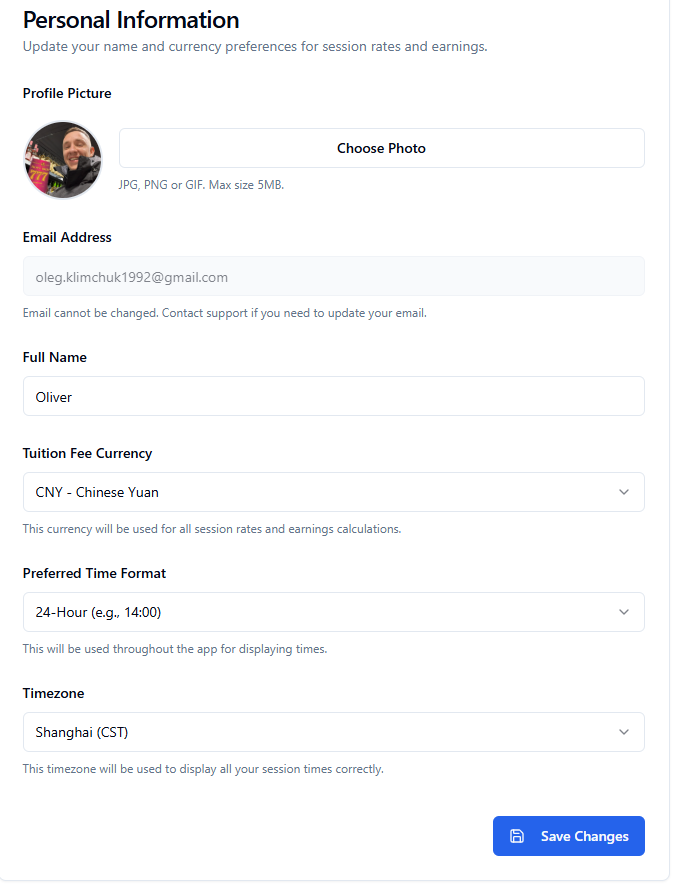 Personal Information
Update your name and currency preferences for session rates and earnings.
Profile Picture
777
Choose Photo
JPG, PNG or GIF. Max size 5MB.
Email Address
oleg.klimchuk1992@gmail.com
Email cannot be changed. Contact support if you need to update your email.
Full Name
Oliver
Tuition Fee Currency
CNY - Chinese Yuan
This currency will be used for all session rates and earnings calculations.
Preferred Time Format
24-Hour (e.g., 14:00)
This will be used throughout the app for displaying times.
Timezone
Shanghai (CST)
This timezone will be used to display all your session times correctly.
Save Changes